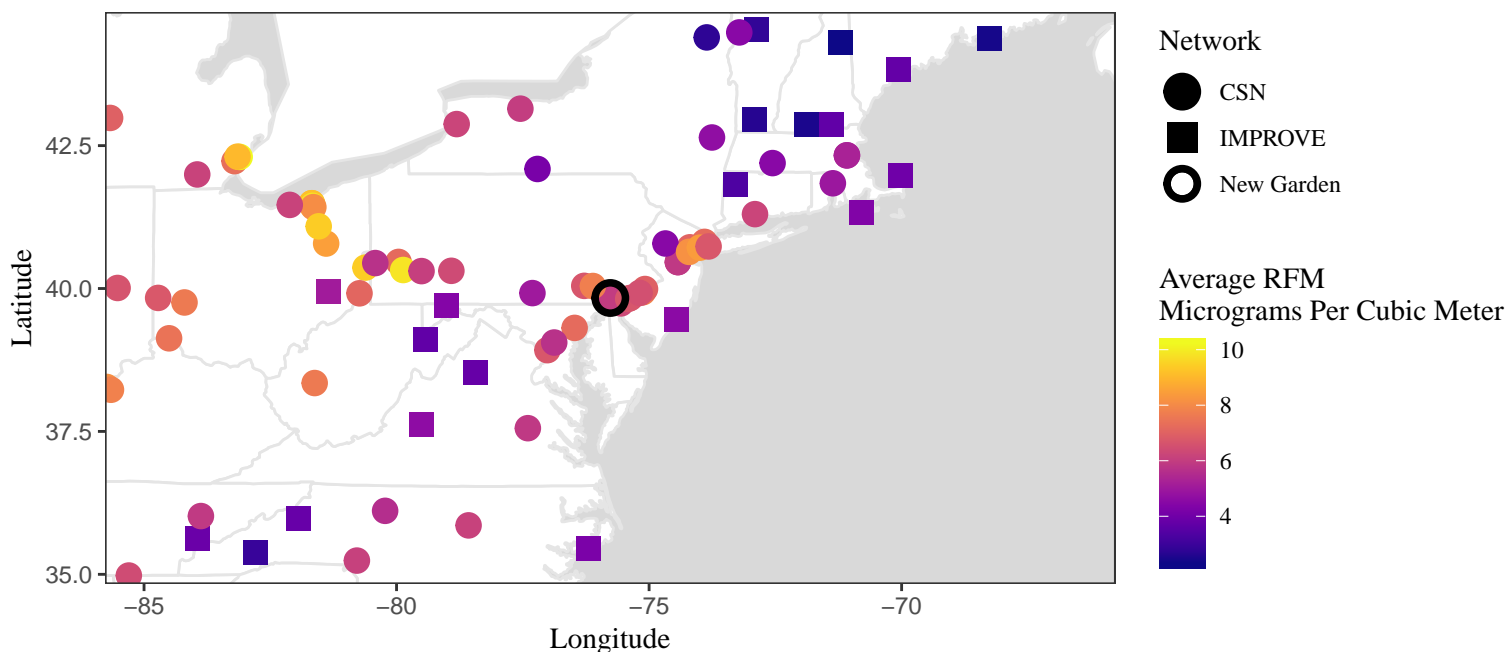 Network
CSN
IMPROVE
New Garden
Average RFM
Micrograms Per Cubic Meter
10
8
6
4
Latitude
42.5
40.0
37.5
35.0
−85
−80
−75
−70
Longitude